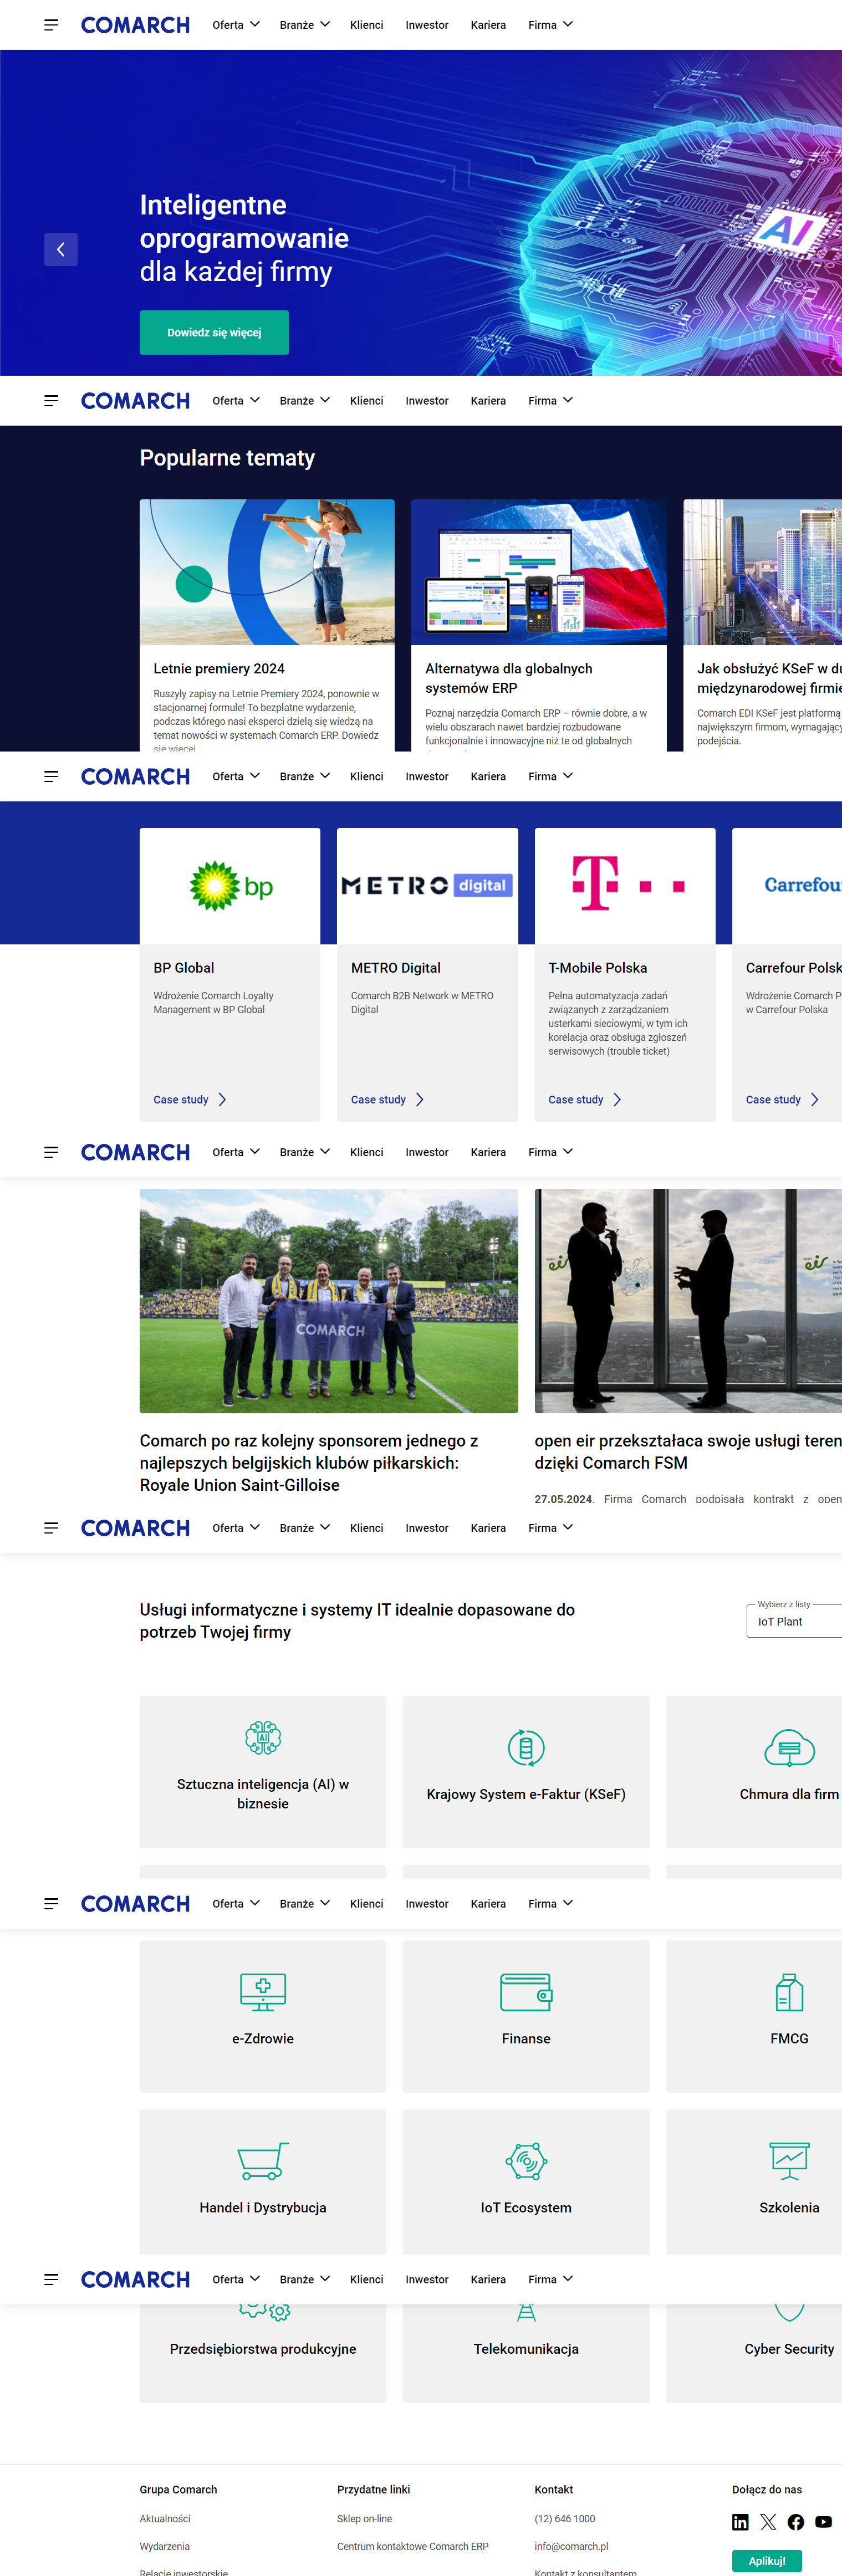 COMARCH Oferta Branże Klienci Inwestor Kariera Firma
Inteligentne
oprogramowanie
dla każdej firmy
AI
Dowiedz się więcej
COMARCH Oferta Branże Klienci Inwestor Kariera Firma
Popularne tematy
Letnie premiery 2024
Ruszyły zapisy na Letnie Premiery 2024, ponownie w
stacjonarnej formule! To bezpłatne wydarzenie,
podczas którego nasi eksperci dzielą się wiedzą na
temat nowości w systemach Comarch ERP. Dowiedz
się więcej
Alternatywa dla globalnych
systemów ERP
Poznaj narzędzia Comarch ERP – równie dobre, a w
wielu obszarach nawet bardziej rozbudowane
funkcjonalnie i innowacyjne niż te od globalnych
Jak obsłużyć KSeF w du
międzynarodowej firmie
Comarch EDI KSeF jest platformą
największym firmom, wymagający
podejścia.
COMARCH Oferta Branże Klienci Inwestor Kariera Firma
bp
METRO digital
T
Carrefou
BP Global
Wdrożenie Comarch Loyalty
Management w BP Global
Case study
METRO Digital
Comarch B2B Network w METRO
Digital
Case study
T-Mobile Polska
Pełna automatyzacja zadań
związanych z zarządzaniem
usterkami sieciowymi, w tym ich
korelacja oraz obsługa zgłoszeń
serwisowych (trouble ticket)
Case study
Carrefour Polsk
Wdrożenie Comarch P
w Carrefour Polska
Case study
COMARCH Oferta Branże Klienci Inwestor Kariera Firma
COMARCH
eir
eir
Comarch po raz kolejny sponsorem jednego z
najlepszych belgijskich klubów piłkarskich:
Royale Union Saint-Gilloise
open eir przekształaca swoje usługi teren
dzięki Comarch FSM
27.05.2024. Firma Comarch podpisała kontrakt z open
COMARCH Oferta Branże Klienci Inwestor Kariera Firma
Usługi informatyczne i systemy IT idealnie dopasowane do
potrzeb Twojej firmy
Wybierz z listy
IoT Plant
AI
Sztuczna inteligencja (AI) w
biznesie
Krajowy System e-Faktur (KSeF)
Chmura dla firm
COMARCH Oferta Branże Klienci Inwestor Kariera Firma
e-Zdrowie
Finanse
FMCG
Handel i Dystrybucja
IoT Ecosystem
Szkolenia
COMARCH Oferta Branże Klienci Inwestor Kariera Firma
Przedsiębiorstwa produkcyjne
Telekomunikacja
Cyber Security
Grupa Comarch
Aktualności
Wydarzenia
Relacje inwestorskie
Przydatne linki
Sklep on-line
Centrum kontaktowe Comarch ERP
Kontakt
(12) 646 1000
info@comarch.pl
Kontakt z konsultantem
Dołącz do nas
Aplikuj!